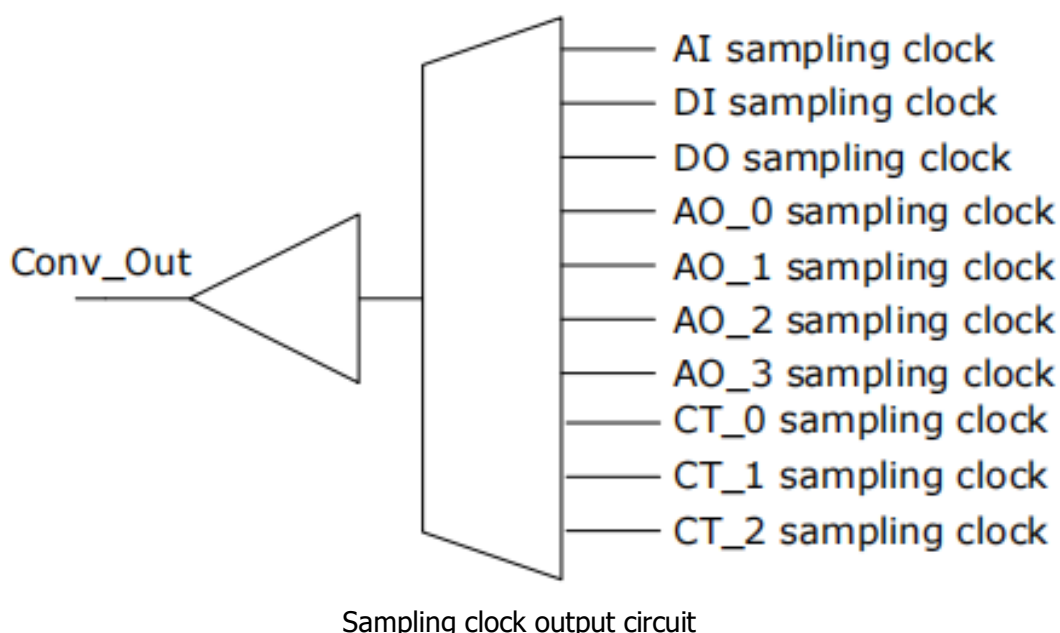 AI sampling clock
DI sampling clock
DO sampling clock
AO_0 sampling clock
Conv_Out
AO_1 sampling clock
AO_2 sampling clock
AO_3 sampling clock
CT_0 sampling clock
CT_1 sampling clock
CT_2 sampling clock
Sampling clock output circuit